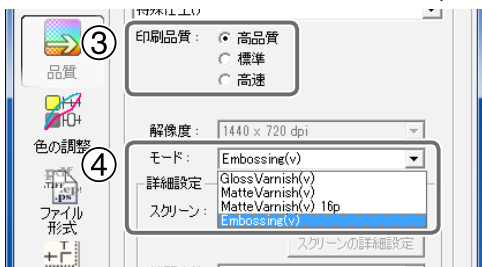 特殊仕上げ
③
印刷品質：
高品質
標準
高速
品質
解像度：
1440 x 720 dpi
色の調整
④
モード：
Embossing(v)
詳細設定
GlossVarnish(v)
MatteVarnish(v)
MatteVarnish(v) 16p
Embossing(v)
スクリーン：
.ps
ファイル
形式
スクリーンの詳細設定